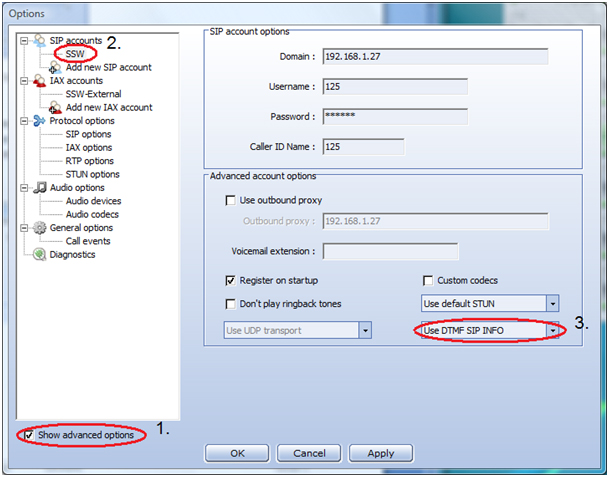 Options
SIP accounts
2.
SSW
Add new SIP account
IAX accounts
SSW-External
Add new IAX account
Protocol options
SIP options
IAX options
RTP options
STUN options
Audio options
Audio devices
Audio codecs
General options
Call events
Diagnostics
Show advanced options
1.
SIP account options
Domain : 192.168.1.27
Username : 125
Password : ******
Caller ID Name : 125
Advanced account options
Use outbound proxy
Outbound proxy : 192.168.1.27
Voicemail extension :
Register on startup
Custom codecs
Don't play ringback tones
Use default STUN
Use UDP transport
Use DTMF SIP INFO
3.
OK
Cancel
Apply